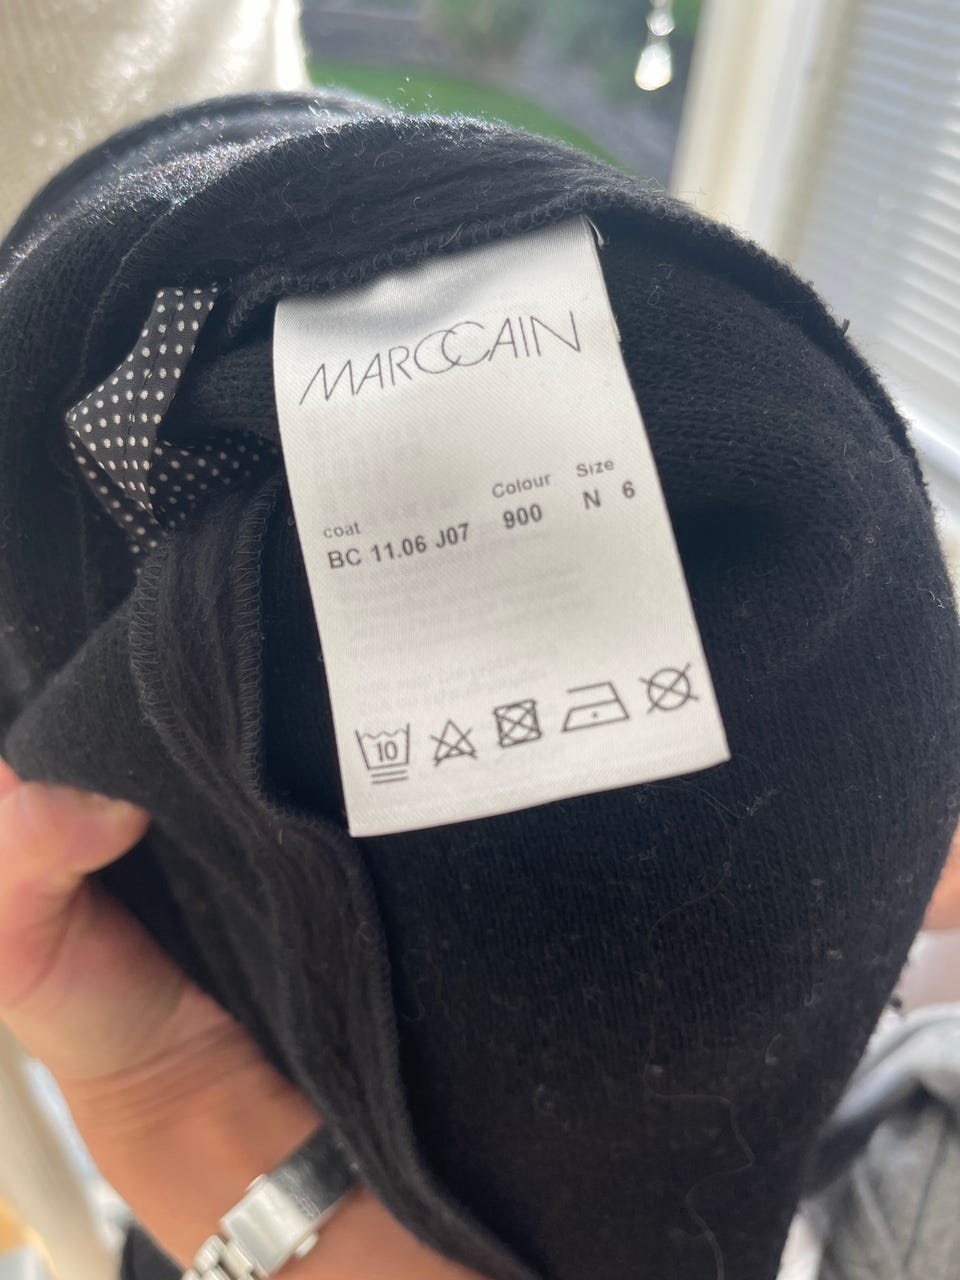 MARCCAIN
coat Colour Size
BC 11.06 J07 900 N 6
10